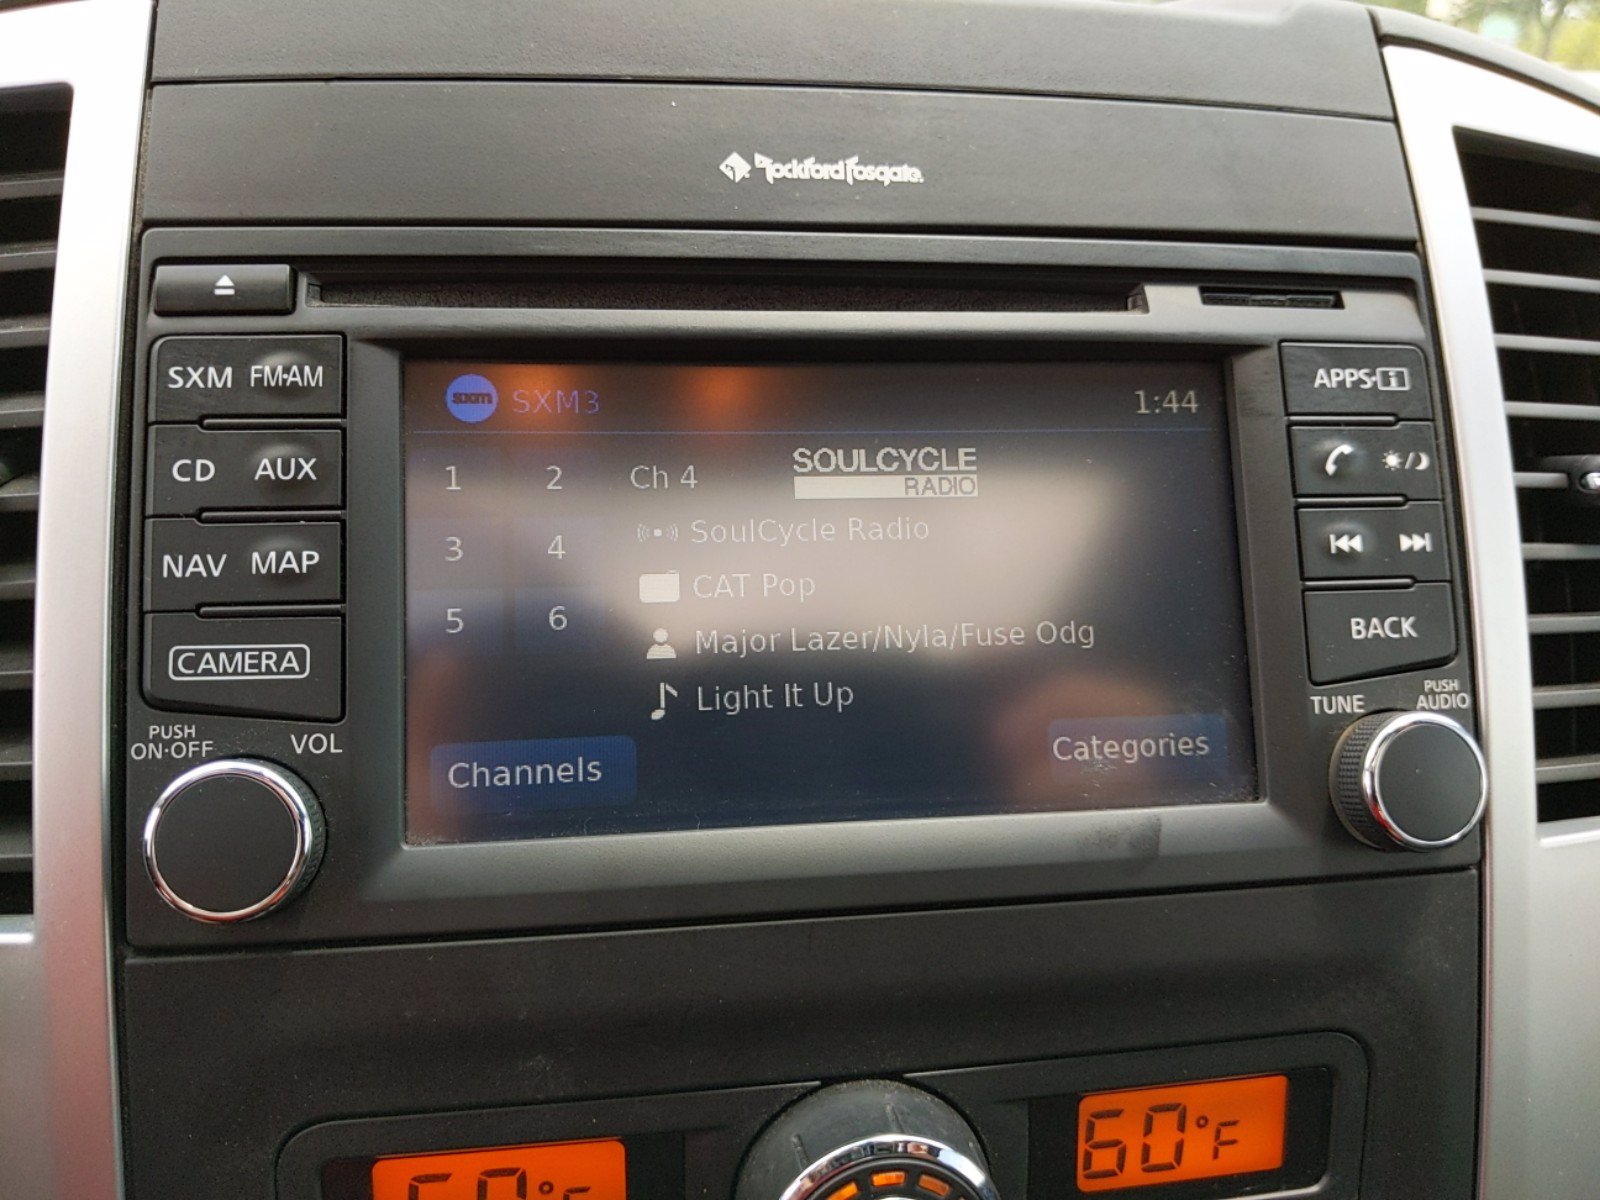 Rockford Fosgate
SXM FM·AM
CD AUX
NAV MAP
CAMERA
PUSH
ON·OFF
VOL
sxm SXM3
1:44
1 2
3 4
5 6
Ch 4
SOULCYCLE
RADIO
SoulCycle Radio
CAT Pop
Major Lazer/Nyla/Fuse Odg
Light It Up
Channels
Categories
APPS·i
BACK
TUNE
PUSH
AUDIO
60°F
60°F